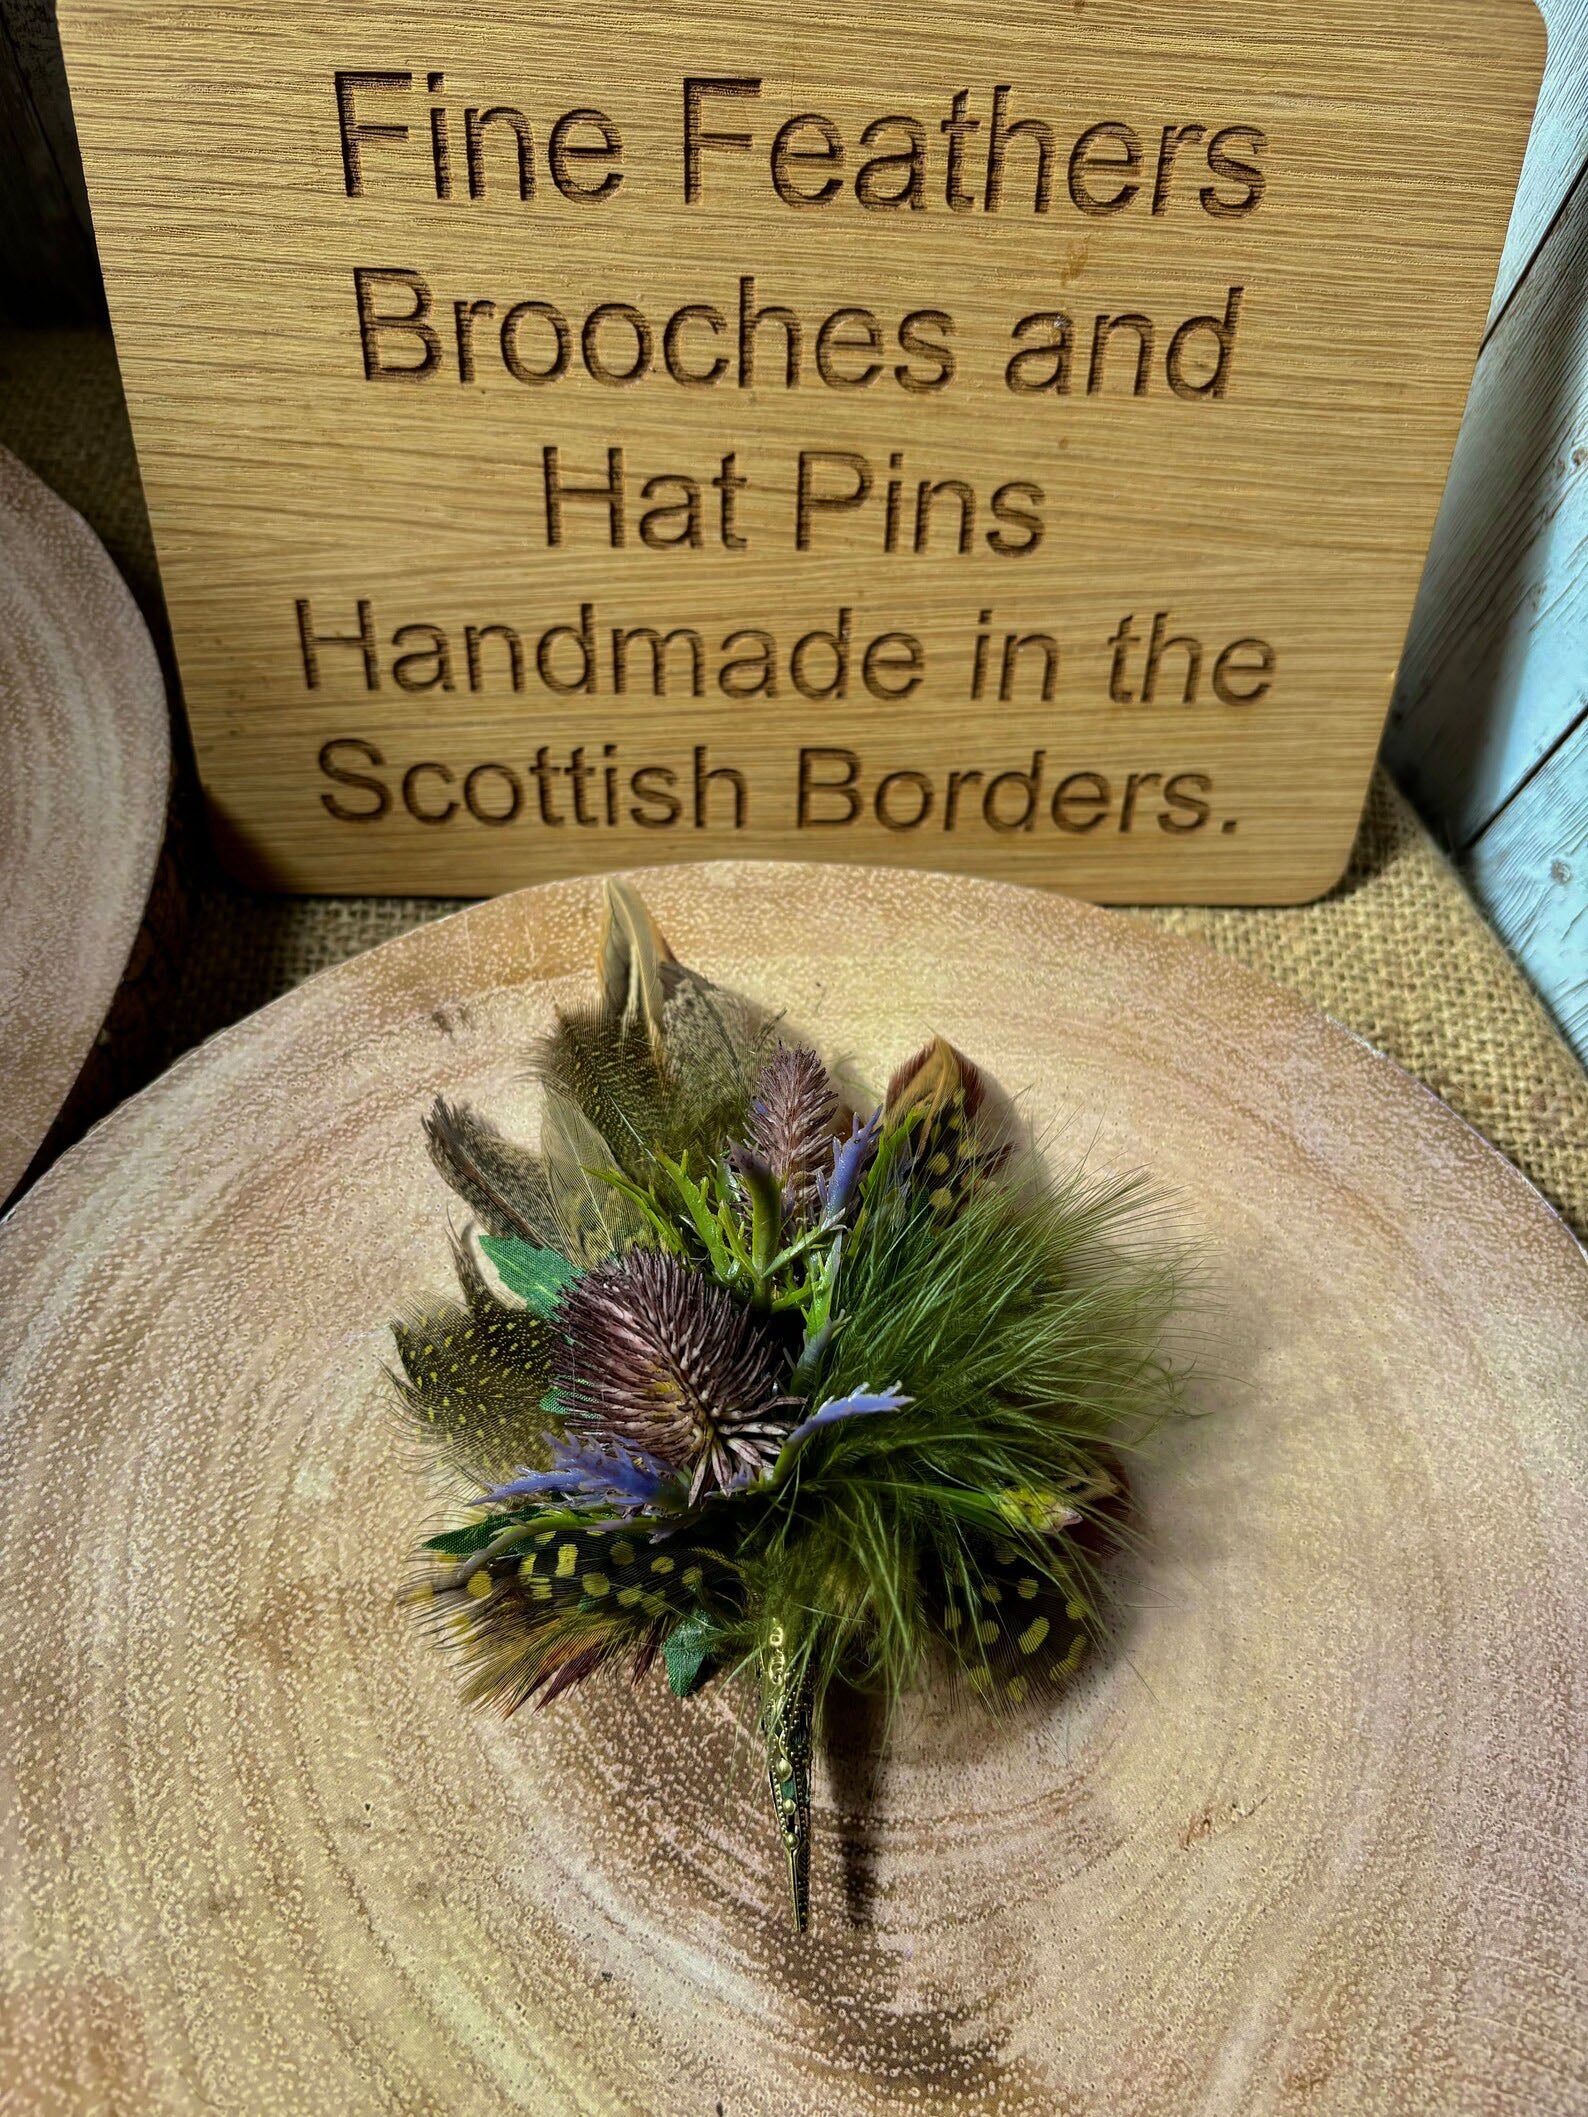 Fine Feathers
Brooches and
Hat Pins
Handmade in the
Scottish Borders.